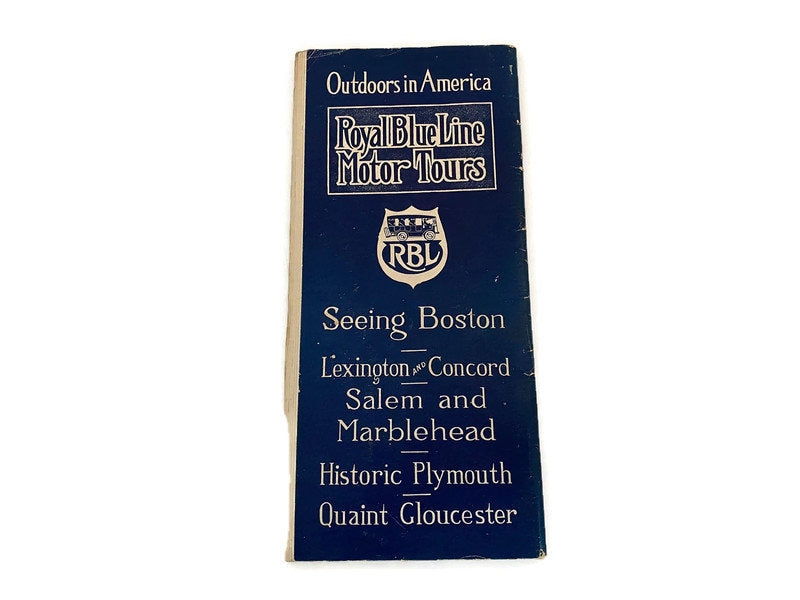 Outdoors in America
Royal Blue Line
Motor Tours
RBL
Seeing Boston
Lexington AND Concord
Salem and
Marblehead
Historic Plymouth
Quaint Gloucester